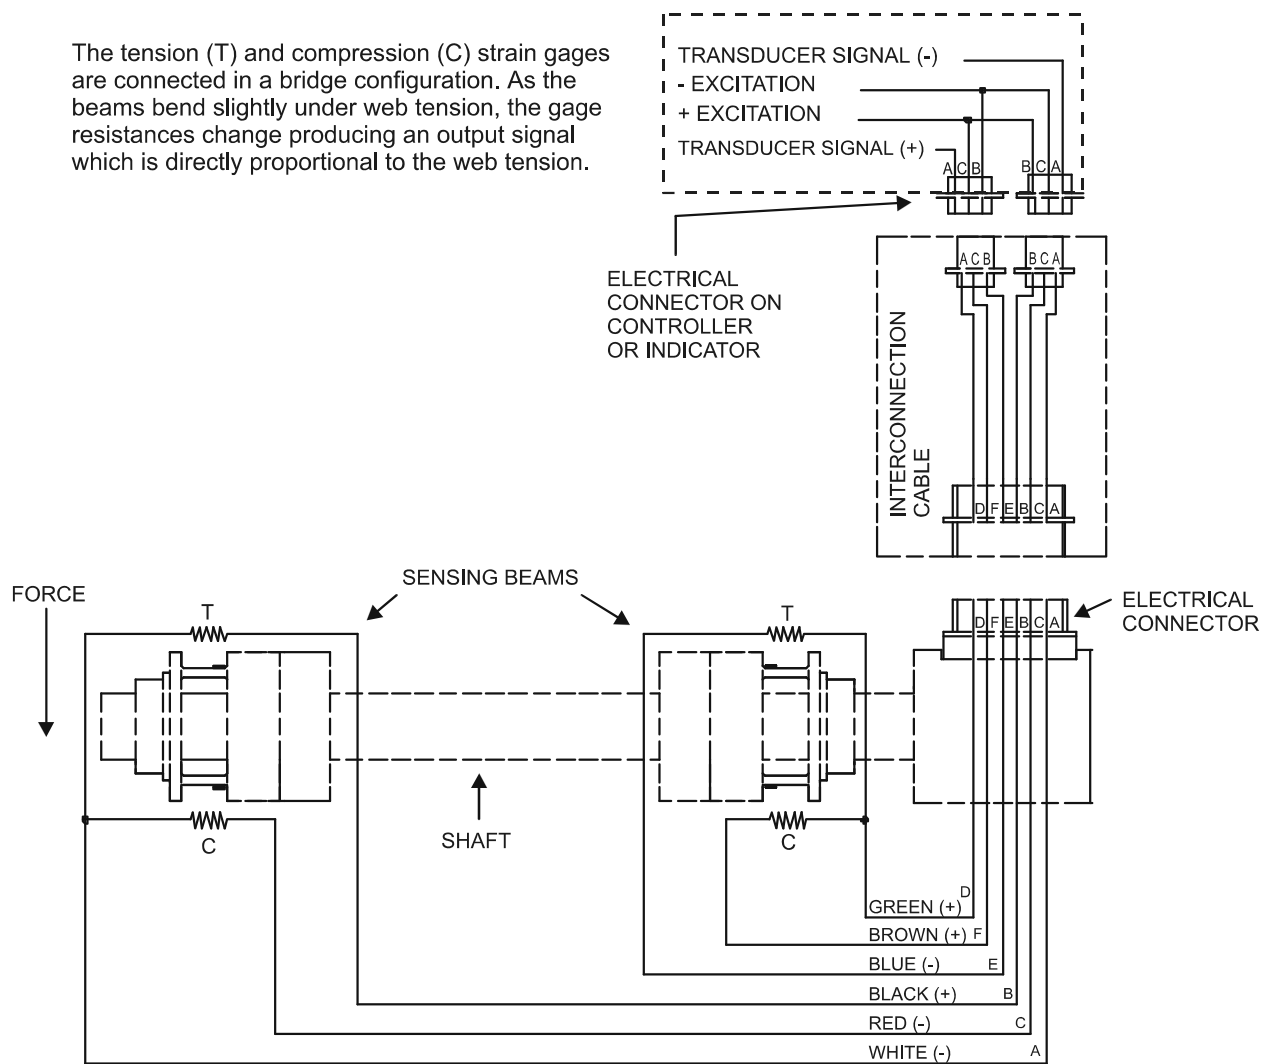 The tension (T) and compression (C) strain gages
are connected in a bridge configuration. As the
beams bend slightly under web tension, the gage
resistances change producing an output signal
which is directly proportional to the web tension.
TRANSDUCER SIGNAL (-)
- EXCITATION
+ EXCITATION
TRANSDUCER SIGNAL (+)
A C B
B C A
ELECTRICAL
CONNECTOR ON
CONTROLLER
OR INDICATOR
A C B
B C A
INTERCONNECTION
CABLE
D F E B C A
FORCE
SENSING BEAMS
T
T
ELECTRICAL
CONNECTOR
D F E B C A
C
SHAFT
C
D
GREEN (+)
BROWN (+) F
BLUE (-) E
BLACK (+) B
RED (-) C
WHITE (-) A